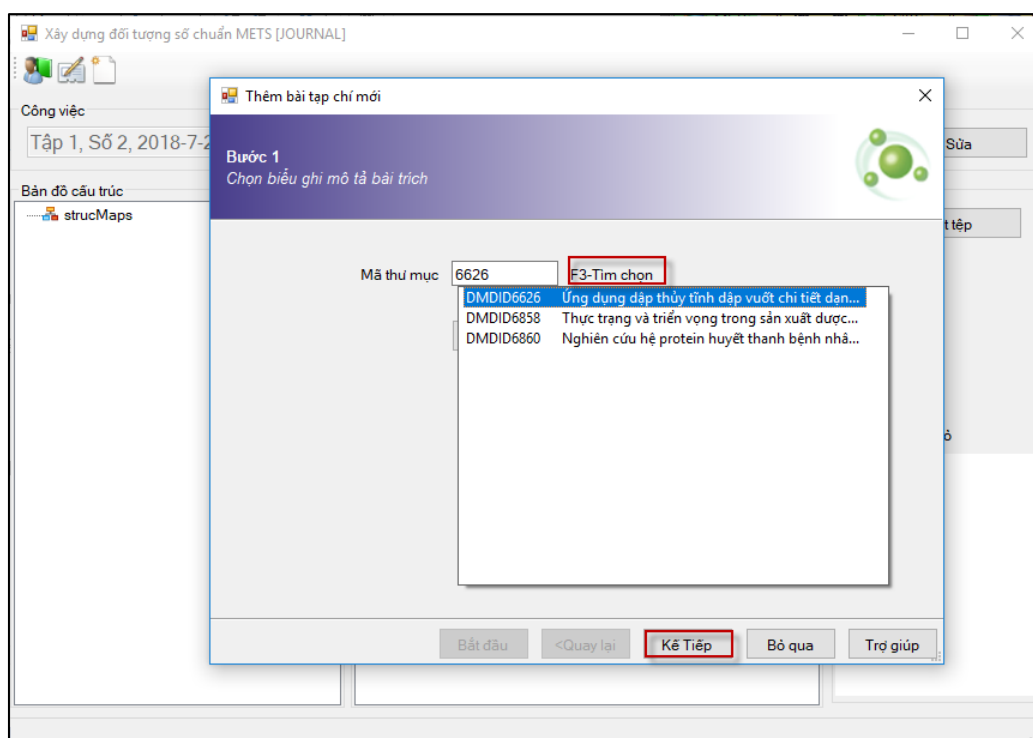 Xây dựng đối tượng số chuẩn METS [JOURNAL]
Công việc
Tập 1, Số 2, 2018-7-2
Sửa
Bản đồ cấu trúc
strucMaps
t tệp
Thêm bài tạp chí mới
Bước 1
Chọn biểu ghi mô tả bài trích
Mã thư mục 6626 F3-Tìm chọn
DMDID6626 Ứng dụng dập thủy tĩnh dập vuốt chi tiết dạn...
DMDID6858 Thực trạng và triển vọng trong sản xuất dược...
DMDID6860 Nghiên cứu hệ protein huyết thanh bệnh nhâ...
Bắt đầu <Quay lại Kế Tiếp Bỏ qua Trợ giúp